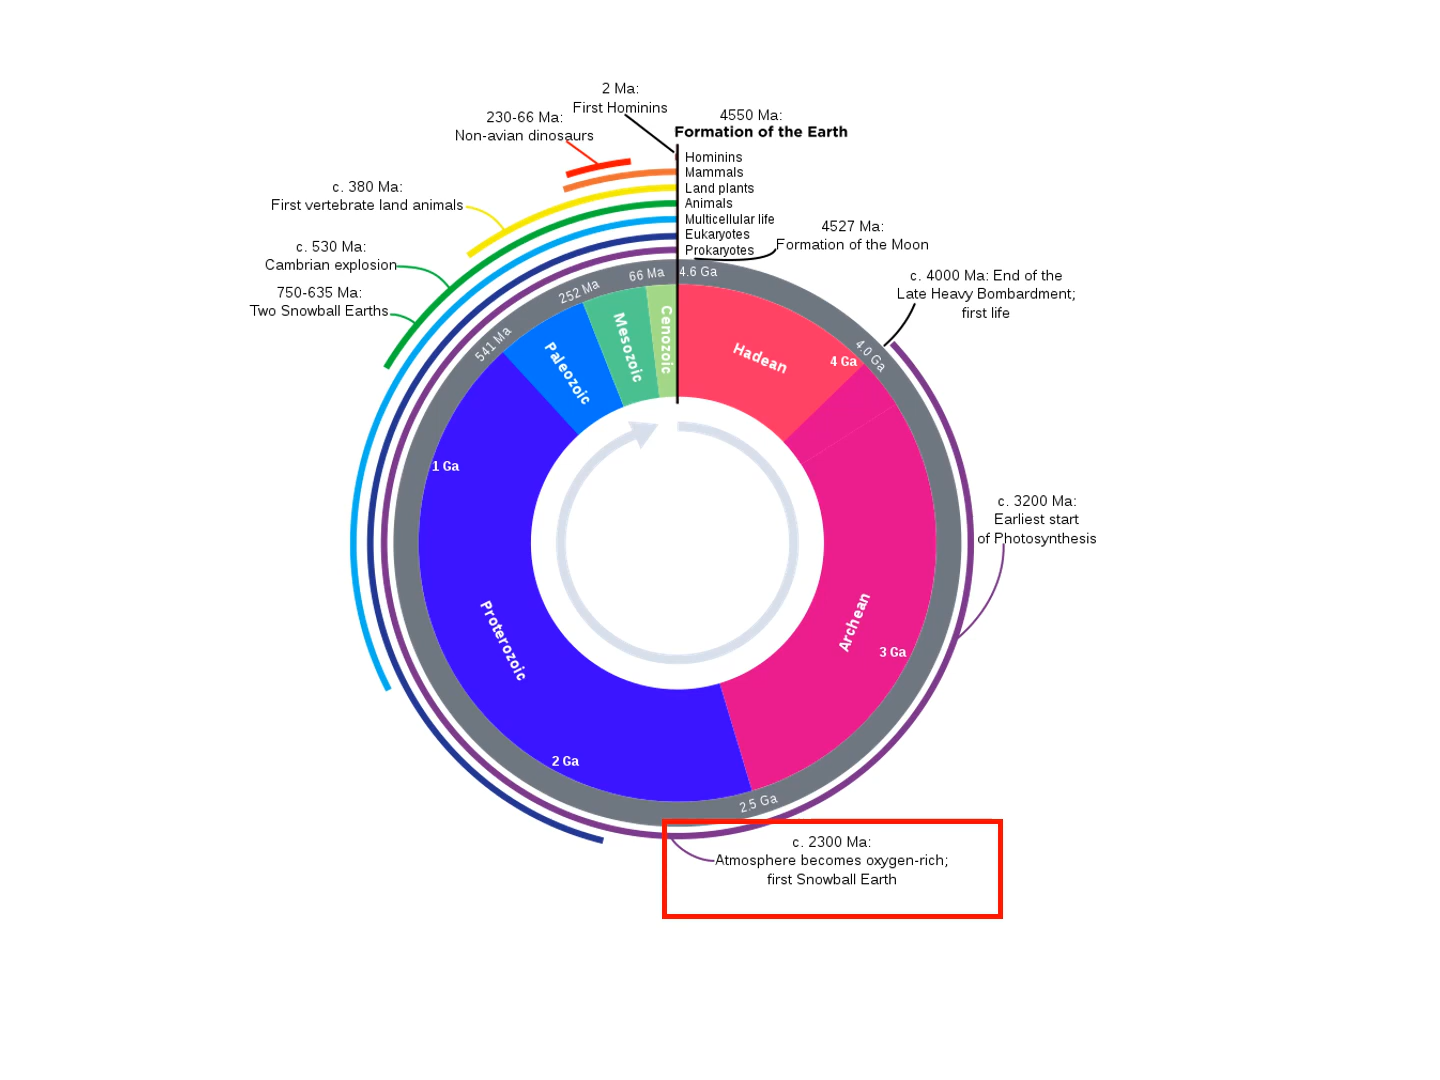 2 Ma:
First Hominins
230-66 Ma:
Non-avian dinosaurs
4550 Ma:
Formation of the Earth
Hominins
Mammals
Land plants
Animals
Multicellular life
Eukaryotes
Prokaryotes
c. 380 Ma:
First vertebrate land animals
c. 530 Ma:
Cambrian explosion
750-635 Ma:
Two Snowball Earths
4527 Ma:
Formation of the Moon
c. 4000 Ma: End of the
Late Heavy Bombardment;
first life
4.6 Ga
66 Ma
252 Ma
541 Ma
4.0 Ga
Cenozoic
Mesozoic
Paleozoic
Hadean
4 Ga
1 Ga
c. 3200 Ma:
Earliest start
of Photosynthesis
Archean
3 Ga
Proterozoic
2 Ga
2.5 Ga
c. 2300 Ma:
Atmosphere becomes oxygen-rich;
first Snowball Earth